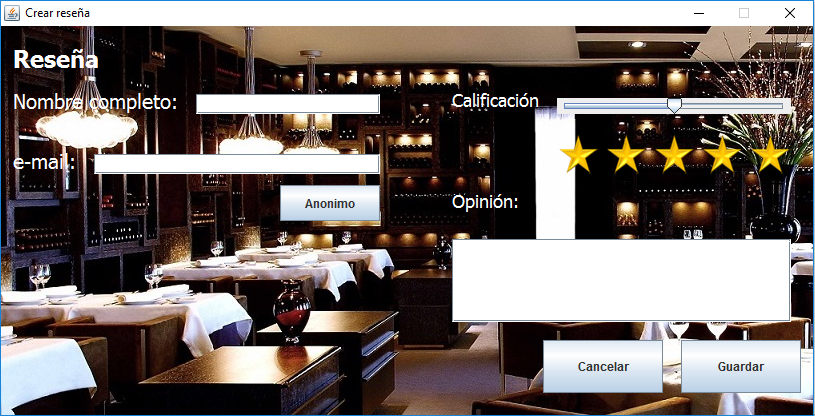 Crear reseña
Reseña
Nombre completo:
e-mail:
Anonimo
Calificación
Opinión:
Cancelar
Guardar